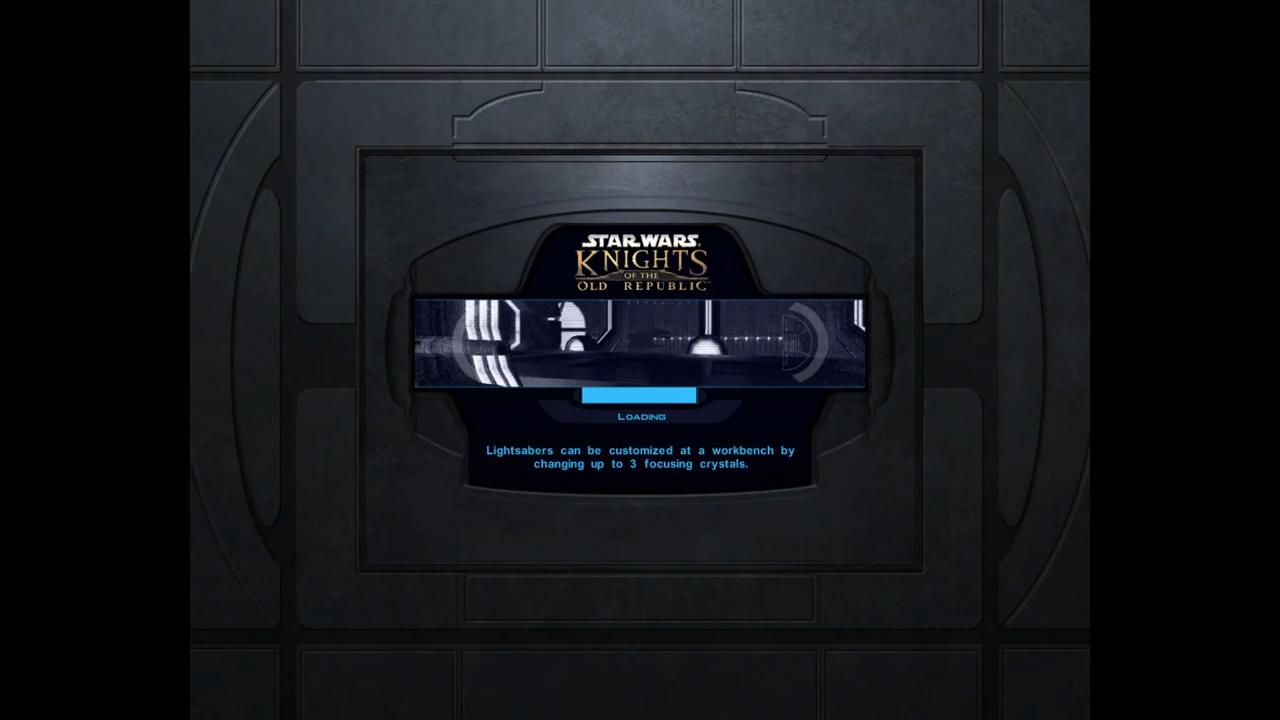 STAR WARS
KNIGHTS
OF THE
OLD REPUBLIC
LOADING
Lightsabers can be customized at a workbench by
changing up to 3 focusing crystals.